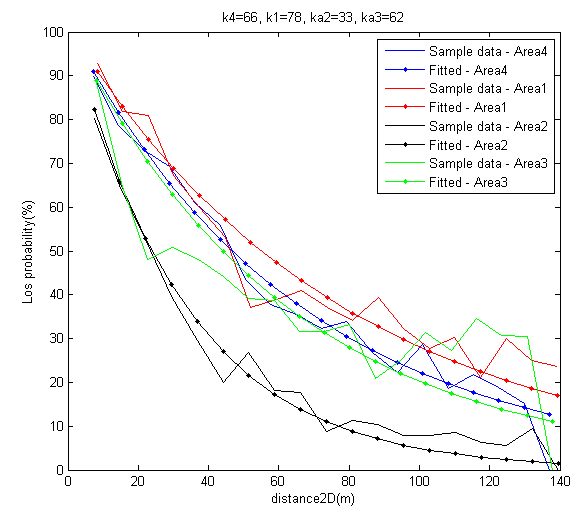 k4=66, k1=78, ka2=33, ka3=62
100
90
80
70
60
50
40
30
20
10
0
Los probability(%)
Sample data - Area4
Fitted - Area4
Sample data - Area1
Fitted - Area1
Sample data - Area2
Fitted - Area2
Sample data - Area3
Fitted - Area3
0 20 40 60 80 100 120 140
distance2D(m)